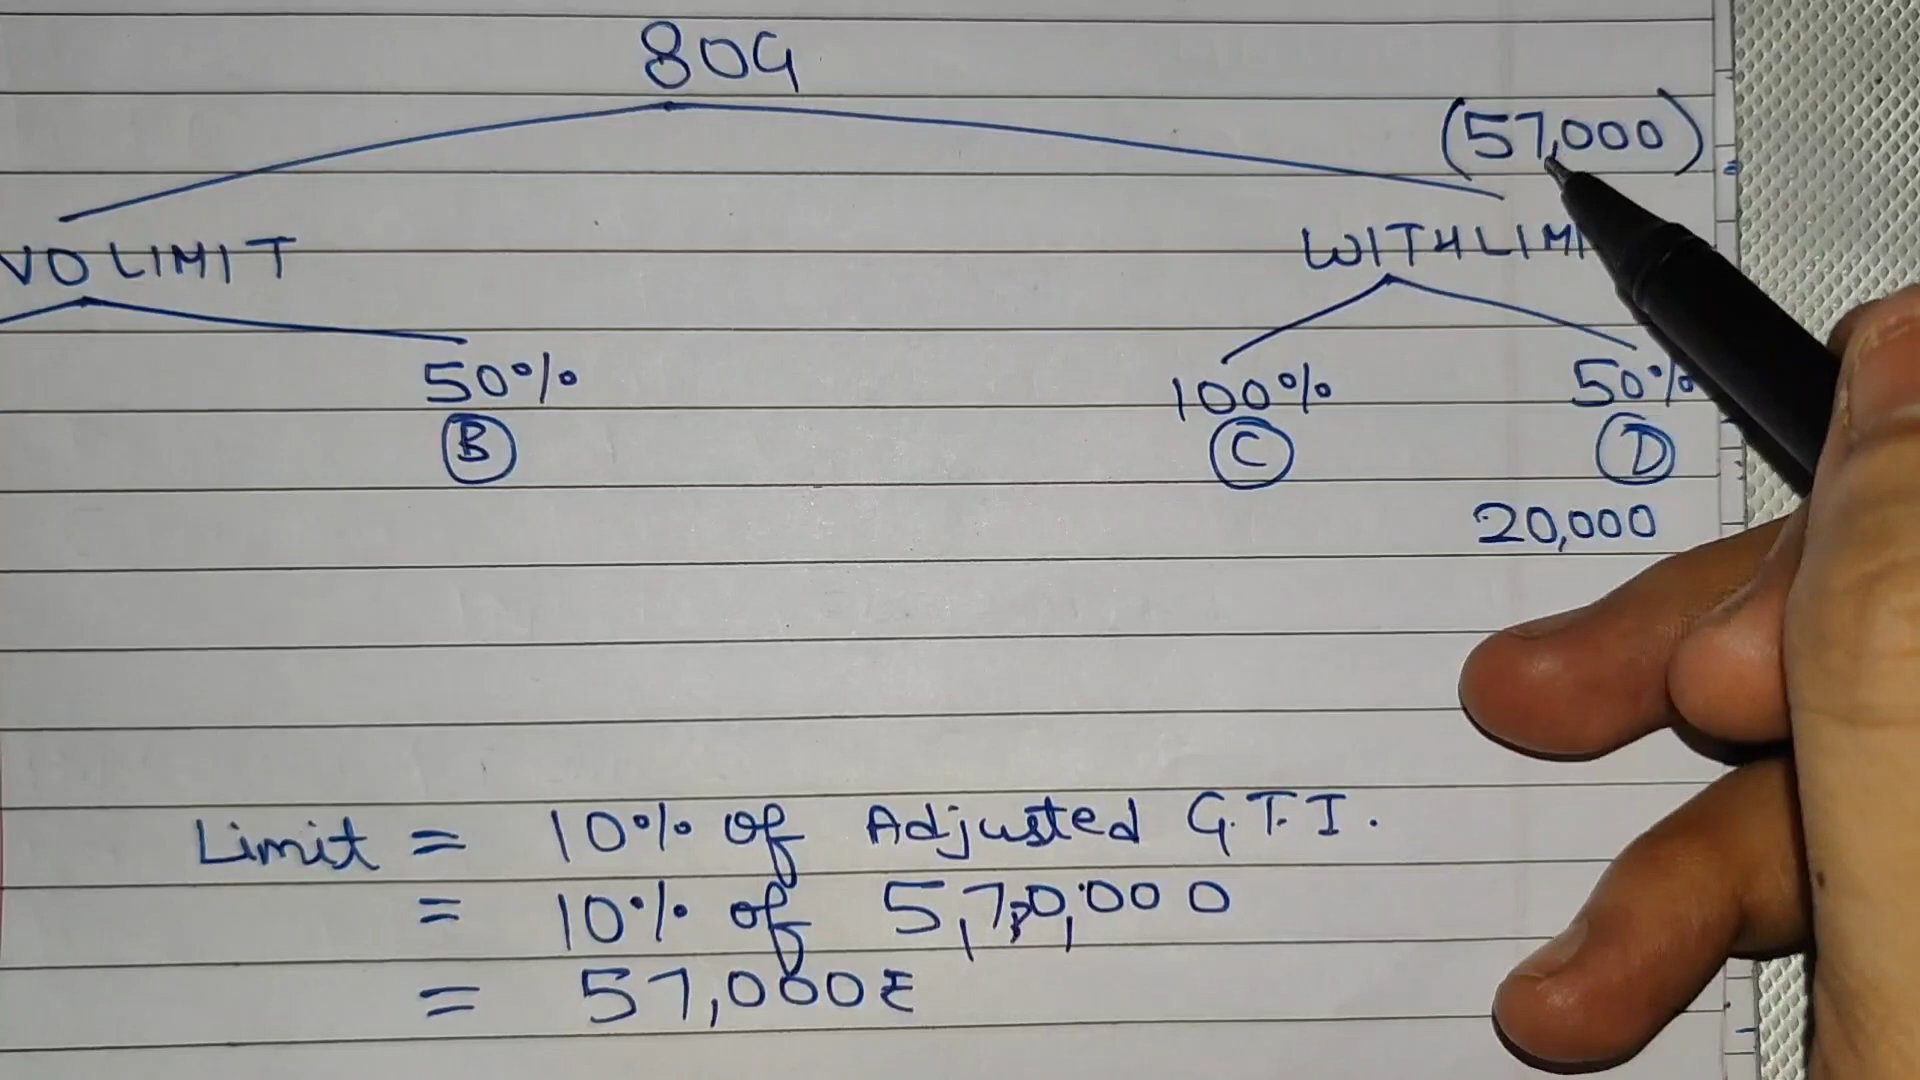 80G
(57,000)
NO LIMIT
WITH LIMI
50%
100%
50%
B
C
D
20,000
Limit = 10% of Adjusted G.T.I.
= 10% of 5,70,000
= 57,000₹